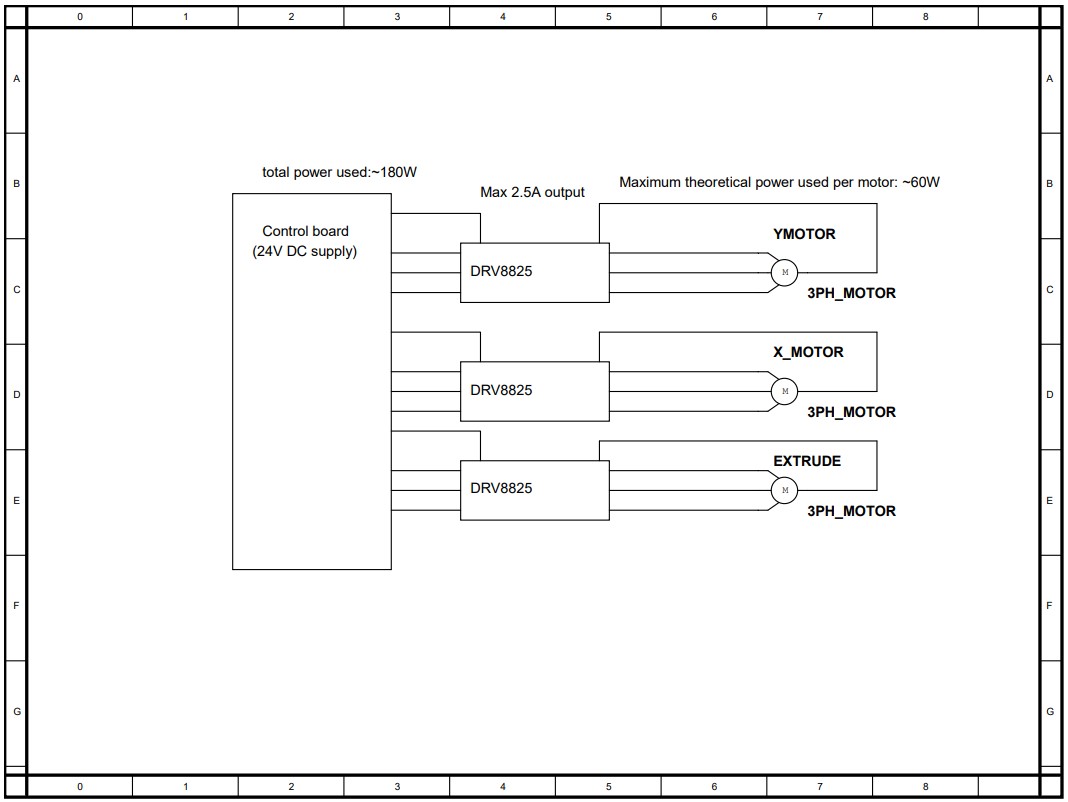 0 1 2 3 4 5 6 7 8
A A
total power used:~180W
B B
Max 2.5A output
Maximum theoretical power used per motor: ~60W
Control board
(24V DC supply)
YMOTOR
DRV8825
M
C C
3PH_MOTOR
X_MOTOR
DRV8825
M
D D
3PH_MOTOR
EXTRUDE
DRV8825
M
E E
3PH_MOTOR
F F
G G
0 1 2 3 4 5 6 7 8